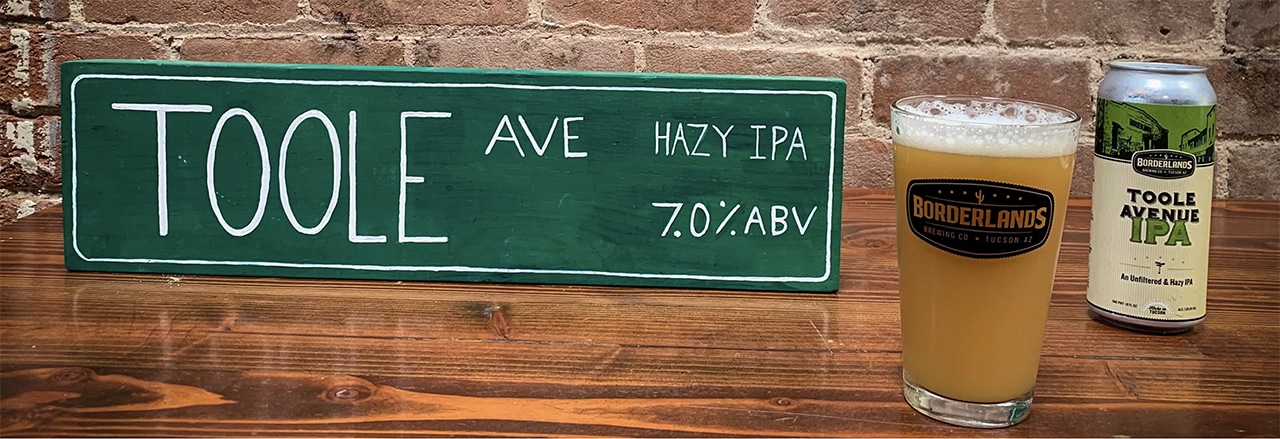 TOOLE AVE
HAZY IPA
7.0% ABV
BORDERLANDS
BREWING CO ★ TUCSON AZ
BORDERLANDS
BREWING CO ★ TUCSON AZ
TOOLE
AVENUE
IPA
An Unfiltered & Hazy IPA